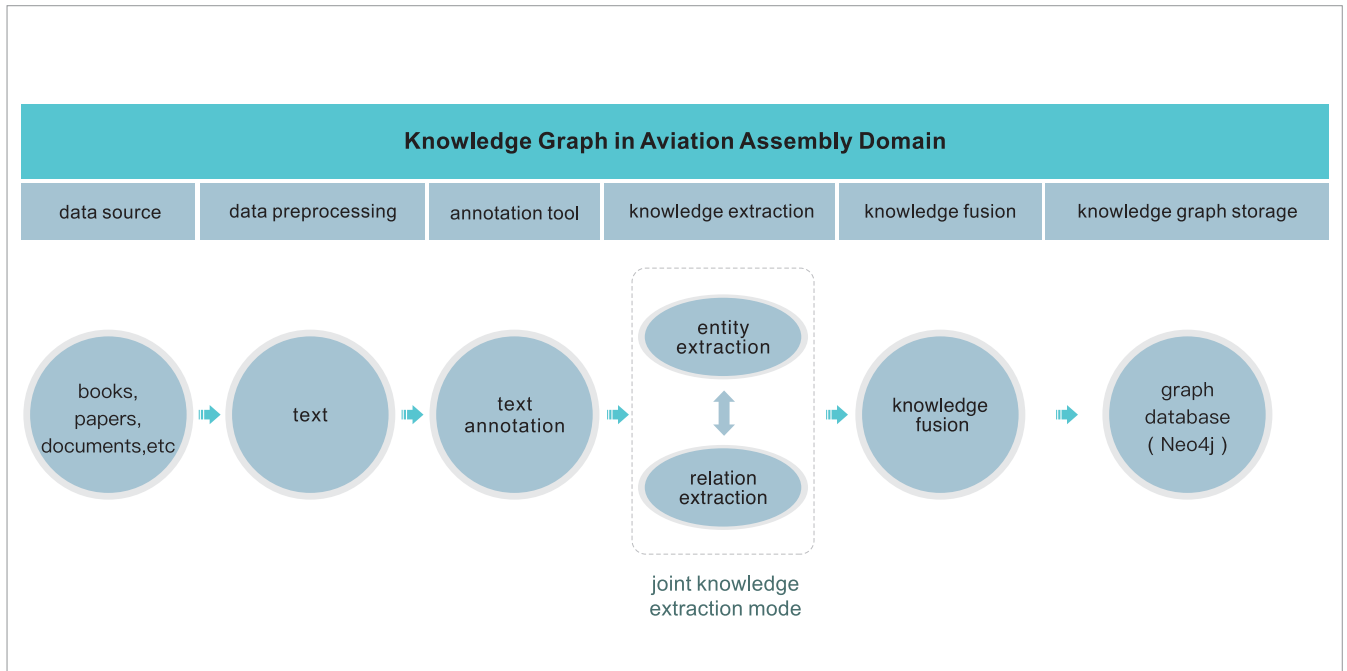 Knowledge Graph in Aviation Assembly Domain
data source
data preprocessing
annotation tool
knowledge extraction
knowledge fusion
knowledge graph storage
books,
papers,
documents,etc
text
text
annotation
entity
extraction
relation
extraction
joint knowledge
extraction mode
knowledge
fusion
graph
database
( Neo4j )